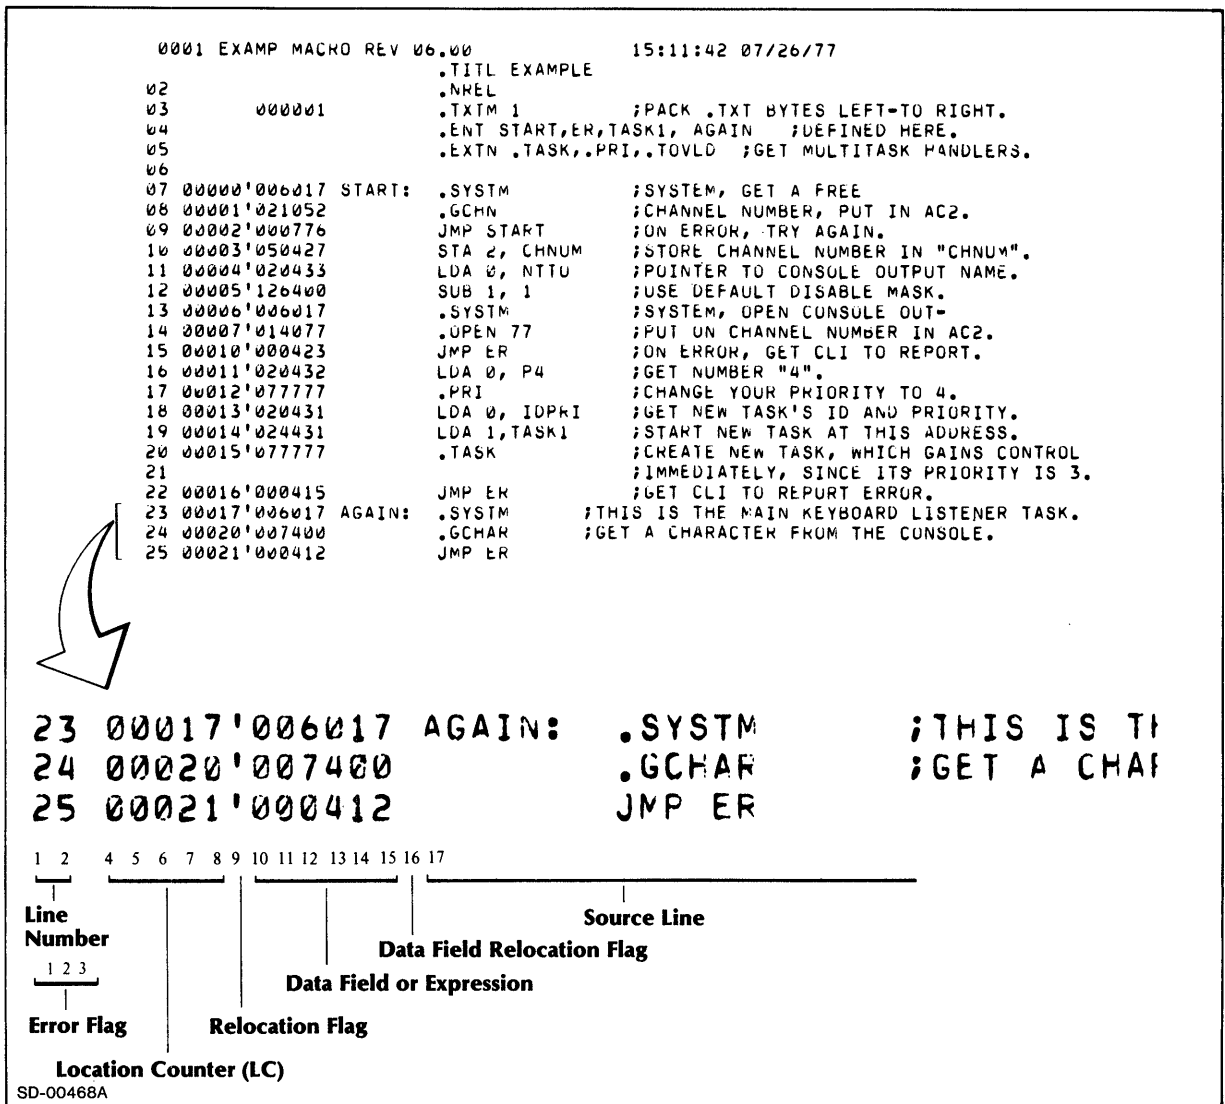 0001 EXAMP MACRO REV 06.00 15:11:42 07/26/77
.TITL EXAMPLE
02 .NREL
03 000001 .TXTM 1 ;PACK .TXT BYTES LEFT-TO RIGHT.
04 .ENT START,ER,TASK1, AGAIN ;DEFINED HERE.
05 .EXTN .TASK,.PRI,.TOVLD ;GET MULTITASK HANDLERS.
06
07 00000'006017 START: .SYSTM ;SYSTEM, GET A FREE
08 00001'021052 .GCHN ;CHANNEL NUMBER, PUT IN AC2.
09 00002'000776 JMP START ;ON ERROR, TRY AGAIN.
10 00003'050427 STA 2, CHNUM ;STORE CHANNEL NUMBER IN "CHNUM".
11 00004'020433 LDA 0, NTTO ;POINTER TO CONSOLE OUTPUT NAME.
12 00005'126400 SUB 1, 1 ;USE DEFAULT DISABLE MASK.
13 00006'006017 .SYSTM ;SYSTEM, OPEN CONSOLE OUT-
14 00007'014077 .OPEN 77 ;PUT ON CHANNEL NUMBER IN AC2.
15 00010'000423 JMP ER ;ON ERROR, GET CLI TO REPORT.
16 00011'020432 LDA 0, P4 ;GET NUMBER "4".
17 00012'077777 .PRI ;CHANGE YOUR PRIORITY TO 4.
18 00013'020431 LDA 0, IDPRI ;GET NEW TASK'S ID AND PRIORITY.
19 00014'024431 LDA 1,TASK1 ;START NEW TASK AT THIS ADDRESS.
20 00015'077777 .TASK ;CREATE NEW TASK, WHICH GAINS CONTROL
21 ;IMMEDIATELY, SINCE ITS PRIORITY IS 3.
22 00016'000415 JMP ER ;GET CLI TO REPORT ERROR.
23 00017'006017 AGAIN: .SYSTM ;THIS IS THE MAIN KEYBOARD LISTENER TASK.
24 00020'007400 .GCHAR ;GET A CHARACTER FROM THE CONSOLE.
25 00021'000412 JMP ER
23 00017'006017 AGAIN: .SYSTM ;THIS IS TH
24 00020'007400 .GCHAR ;GET A CHAR
25 00021'000412 JMP ER
1 2 4 5 6 7 8 9 10 11 12 13 14 15 16 17
Line Number
Source Line
Data Field Relocation Flag
1 2 3
Data Field or Expression
Error Flag
Relocation Flag
Location Counter (LC)
SD-00468A